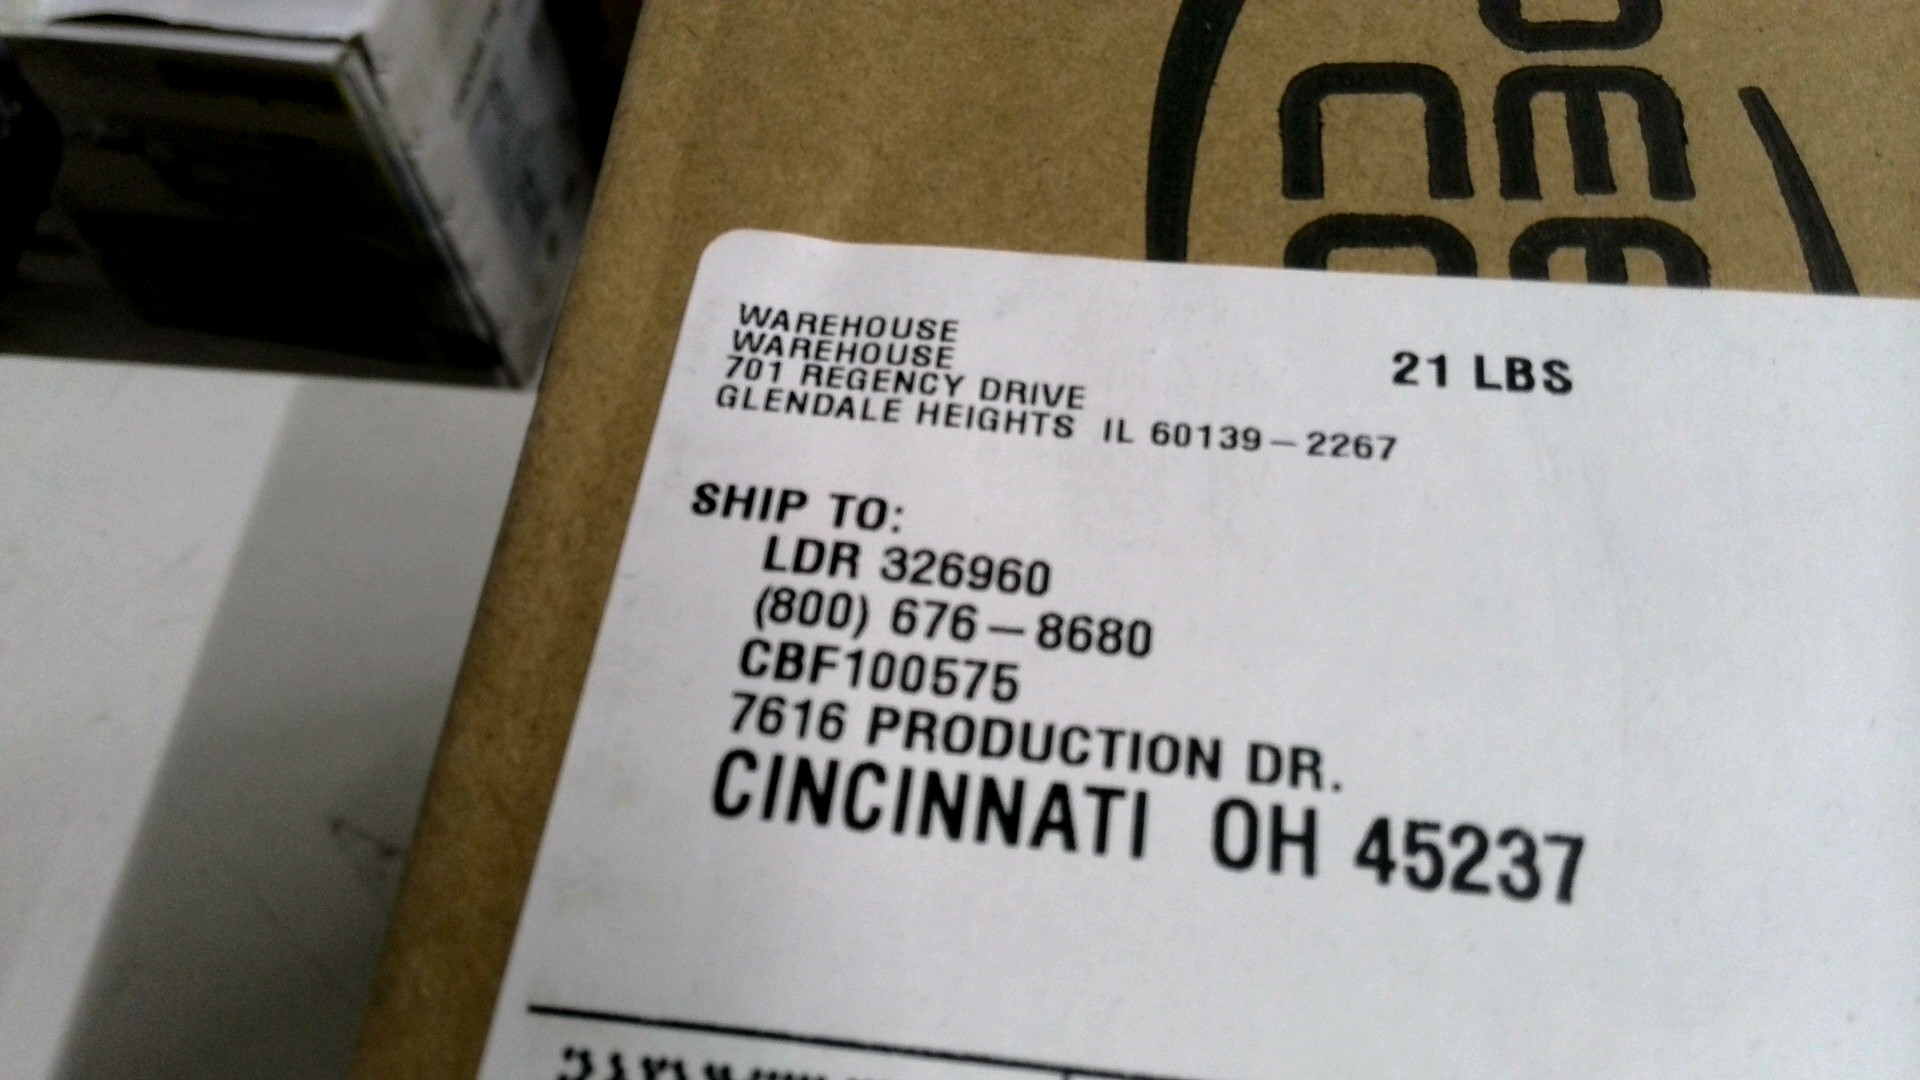 WAREHOUSE
WAREHOUSE
701 REGENCY DRIVE
GLENDALE HEIGHTS IL 60139-2267
21 LBS
SHIP TO:
LDR 326960
(800) 676-8680
CBF100575
7616 PRODUCTION DR.
CINCINNATI OH 45237